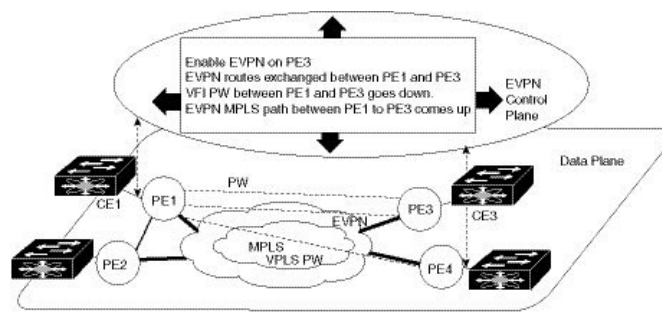 Enable EVPN on PE3
EVPN routes exchanged between PE1 and PE3
VFI PW between PE1 and PE3 goes down.
EVPN MPLS path between PE1 to PE3 comes up
EVPN
Control
Plane
Data Plane
PW
CE1
PE1
PE3
CE3
EVPN
MPLS
VPLS PW
PE2
PE4